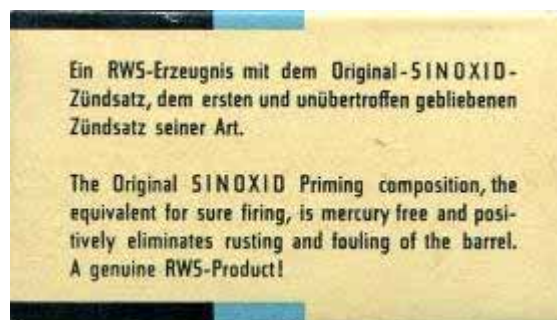 Ein RWS-Erzeugnis mit dem Original-SINOXID-
Zündsatz, dem ersten und unübertroffen gebliebenen
Zündsatz seiner Art.
The Original SINOXID Priming composition, the
equivalent for sure firing, is mercury free and posi-
tively eliminates rusting and fouling of the barrel.
A genuine RWS-Product!